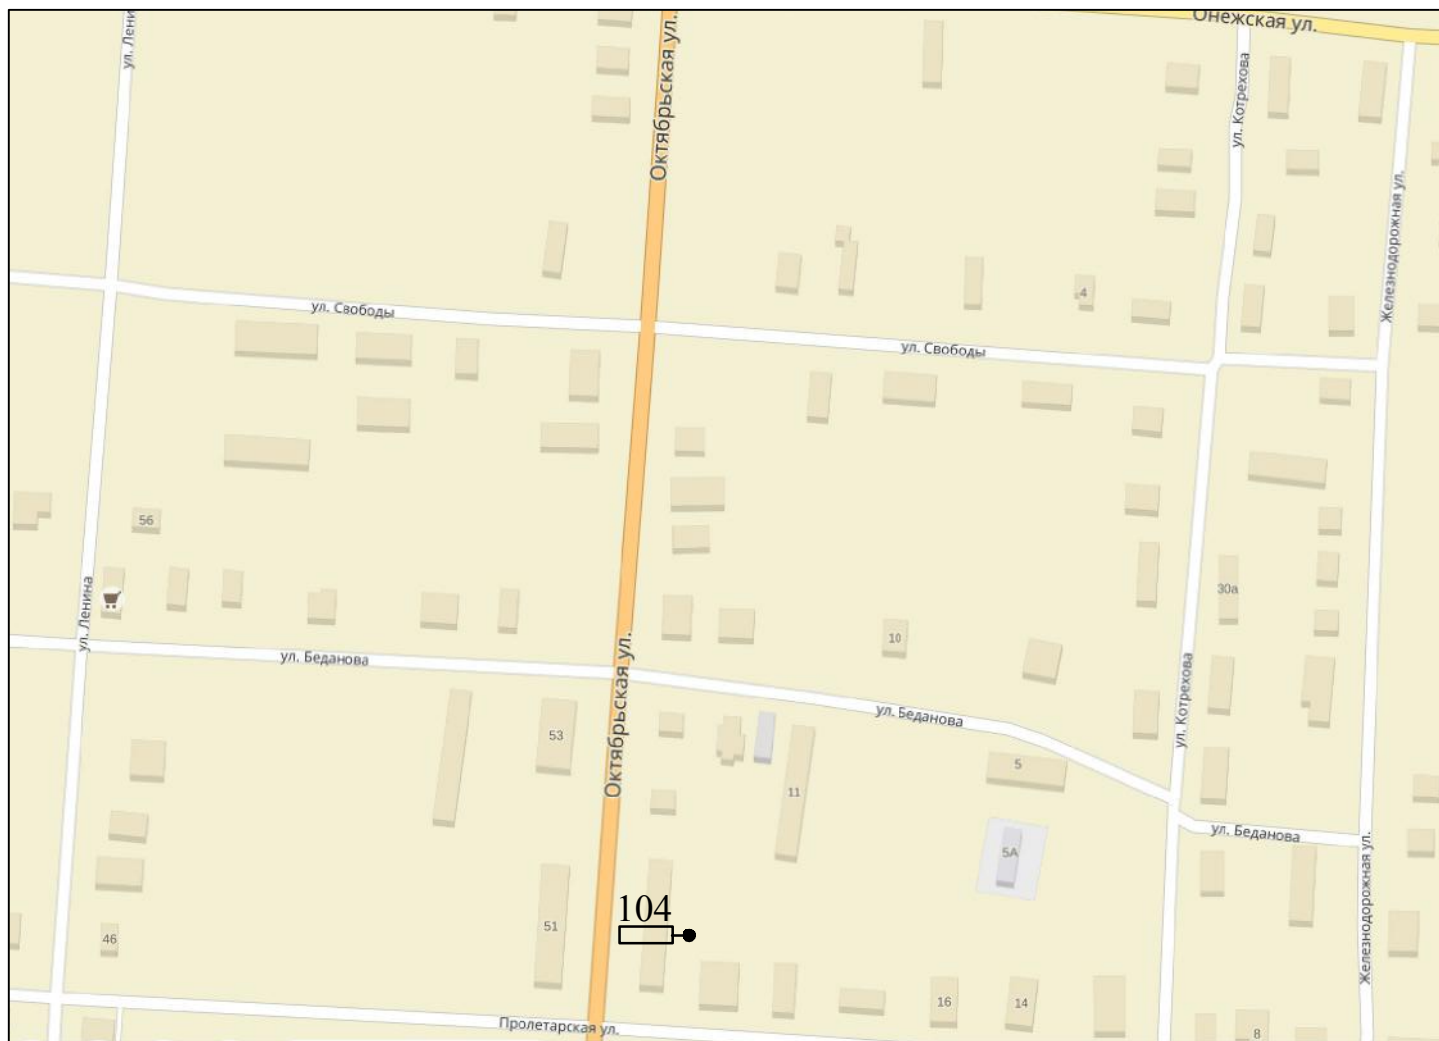 Онежская ул.
ул. Лени
Октябрьская ул.
ул. Котрехова
Железнодорожная ул.
4
ул. Свободы
ул. Свободы
56
30а
ул. Ленина
10
ул. Беданова
Октябрьская ул.
ул. Котрехова
ул. Беданова
53
5
11
ул. Беданова
5А
Железнодорожная ул.
104
51
46
16
14
Пролетарская ул.
8